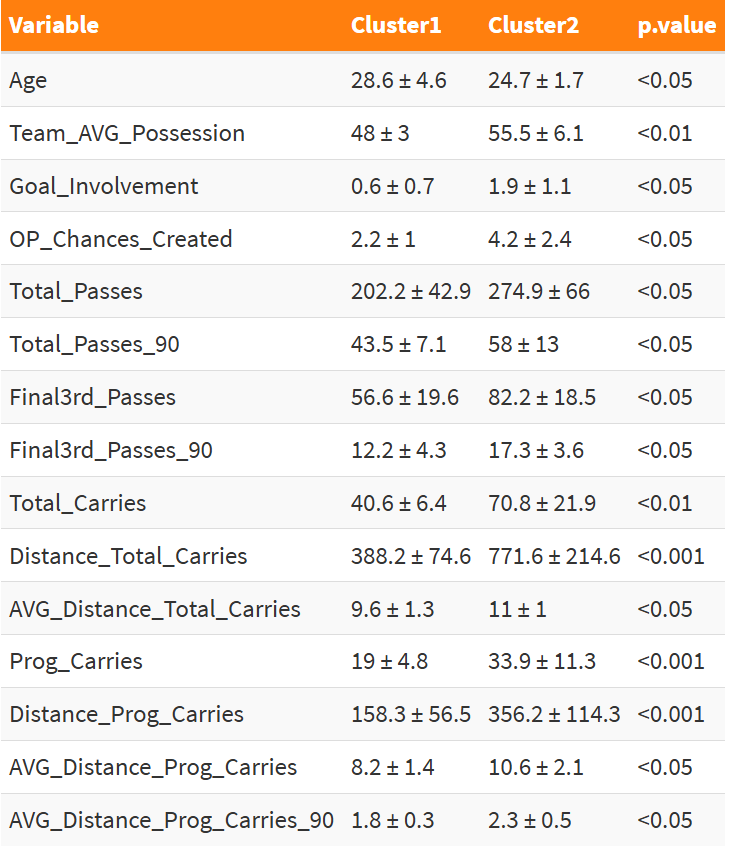 Variable Cluster1 Cluster2 p.value
Age 28.6 ± 4.6 24.7 ± 1.7 <0.05
Team_AVG_Possession 48 ± 3 55.5 ± 6.1 <0.01
Goal_Involvement 0.6 ± 0.7 1.9 ± 1.1 <0.05
OP_Chances_Created 2.2 ± 1 4.2 ± 2.4 <0.05
Total_Passes 202.2 ± 42.9 274.9 ± 66 <0.05
Total_Passes_90 43.5 ± 7.1 58 ± 13 <0.05
Final3rd_Passes 56.6 ± 19.6 82.2 ± 18.5 <0.05
Final3rd_Passes_90 12.2 ± 4.3 17.3 ± 3.6 <0.05
Total_Carries 40.6 ± 6.4 70.8 ± 21.9 <0.01
Distance_Total_Carries 388.2 ± 74.6 771.6 ± 214.6 <0.001
AVG_Distance_Total_Carries 9.6 ± 1.3 11 ± 1 <0.05
Prog_Carries 19 ± 4.8 33.9 ± 11.3 <0.001
Distance_Prog_Carries 158.3 ± 56.5 356.2 ± 114.3 <0.001
AVG_Distance_Prog_Carries 8.2 ± 1.4 10.6 ± 2.1 <0.05
AVG_Distance_Prog_Carries_90 1.8 ± 0.3 2.3 ± 0.5 <0.05